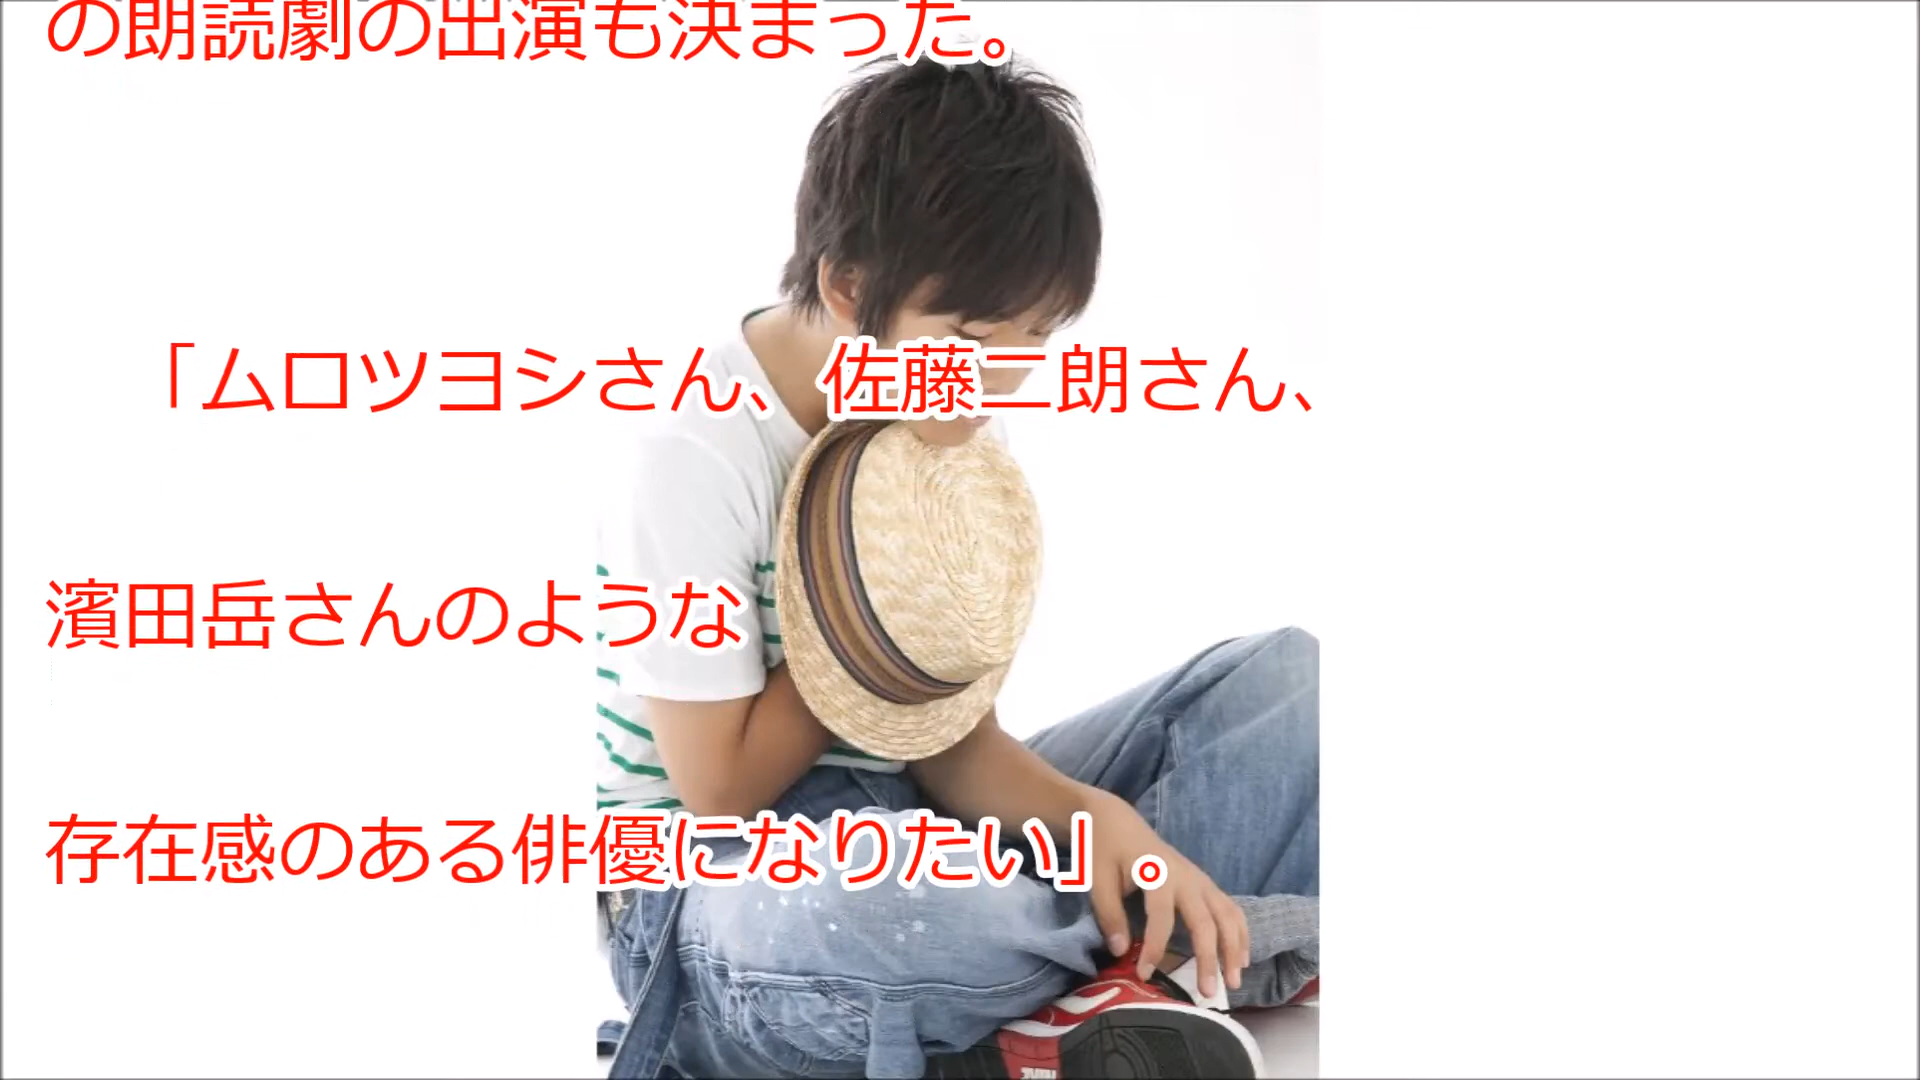 の朗読劇の出演も決まった。
「ムロツヨシさん、佐藤二朗さん、
濱田岳さんのような
存在感のある俳優になりたい」。